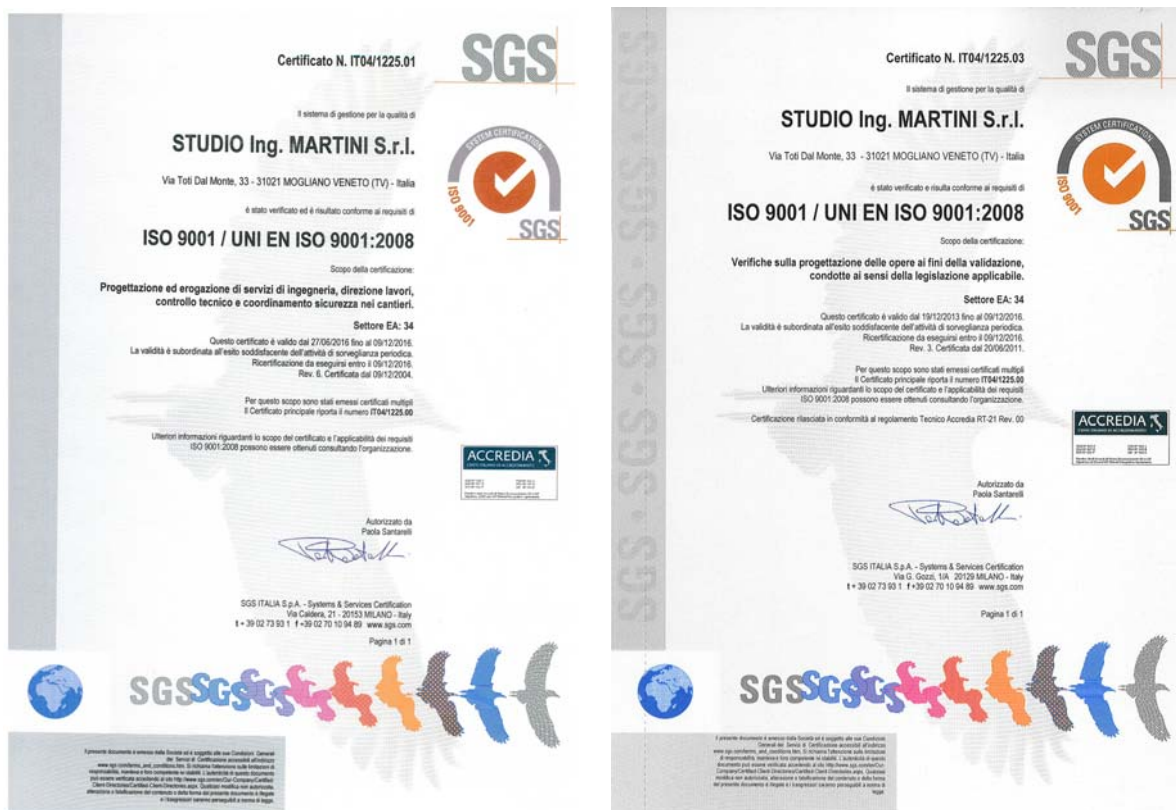 Certificato N. IT04/1225.01
SGS
Il sistema di gestione per la qualità di
STUDIO Ing. MARTINI S.r.l.
Via Toti Dal Monte, 33 - 31021 MOGLIANO VENETO (TV) - Italia
é stato verificato ed è risultato conforme ai requisiti di
ISO 9001 / UNI EN ISO 9001:2008
SYSTEM CERTIFICATION
ISO 9001
SGS
Scopo della certificazione:
Progettazione ed erogazione di servizi di ingegneria, direzione lavori,
controllo tecnico e coordinamento sicurezza nei cantieri.
Settore EA: 34
Questo certificato é valido dal 27/06/2016 fino al 09/12/2016.
La validità é subordinata all'esito soddisfacente dell'attività di sorveglianza periodica.
Ricertificazione da eseguirsi entro il 09/12/2016.
Rev. 6. Certificata dal 09/12/2004.
Per questo scopo sono stati emessi certificati multipli
Il Certificato principale riporta il numero IT04/1225.00
Ulteriori informazioni riguardanti lo scopo del certificato e l'applicabilità dei requisiti
ISO 9001:2008 possono essere ottenuti consultando l'organizzazione.
ACCREDIA
Autorizzato da
Paola Santarelli
SGS ITALIA S.p.A. - Systems & Services Certification
Via Caldera, 21 - 20153 MILANO - Italy
t + 39 02 73 93 1 f +39 02 70 10 94 89 www.sgs.com
Pagina 1 di 1
SGSSGSSGS
Certificato N. IT04/1225.03
SGS
Il sistema di gestione per la qualità di
STUDIO Ing. MARTINI S.r.l.
Via Toti Dal Monte, 33 - 31021 MOGLIANO VENETO (TV) - Italia
é stato verificato e risulta conforme ai requisiti di
ISO 9001 / UNI EN ISO 9001:2008
SYSTEM CERTIFICATION
ISO 9001
SGS
Scopo della certificazione:
Verifiche sulla progettazione delle opere ai fini della validazione,
condotte ai sensi della legislazione applicabile.
Settore EA: 34
Questo certificato é valido dal 19/12/2013 fino al 09/12/2016.
La validità é subordinata all'esito soddisfacente dell'attività di sorveglianza periodica.
Ricertificazione da eseguirsi entro il 09/12/2016.
Rev. 3. Certificata dal 20/06/2011.
Per questo scopo sono stati emessi certificati multipli
Il Certificato principale riporta il numero IT04/1225.00
Ulteriori informazioni riguardanti lo scopo del certificato e l'applicabilità dei requisiti
ISO 9001:2008 possono essere ottenuti consultando l'organizzazione.
Certificazione rilasciata in conformità al regolamento Tecnico Accredia RT-21 Rev. 00
ACCREDIA
Autorizzato da
Paola Santarelli
SGS ITALIA S.p.A. - Systems & Services Certification
Via G. Gozzi, 1/A 20129 MILANO - Italy
t + 39 02 73 93 1 f +39 02 70 10 94 89 www.sgs.com
Pagina 1 di 1
SGSSGSSGS
SGS · SGS · SGS · SGS · SGS